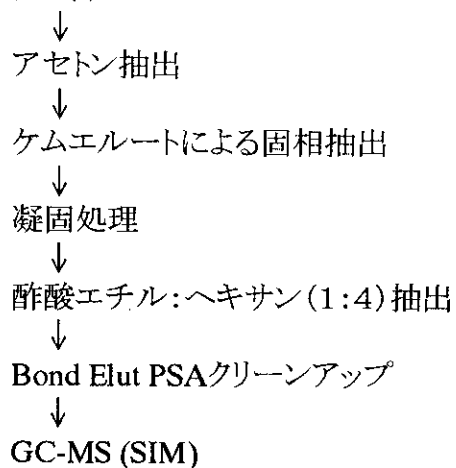 ↓
アセトン抽出
↓
ケムエルートによる固相抽出
↓
凝固処理
↓
酢酸エチル:ヘキサン(1:4)抽出
↓
Bond Elut PSAクリーンアップ
↓
GC-MS (SIM)